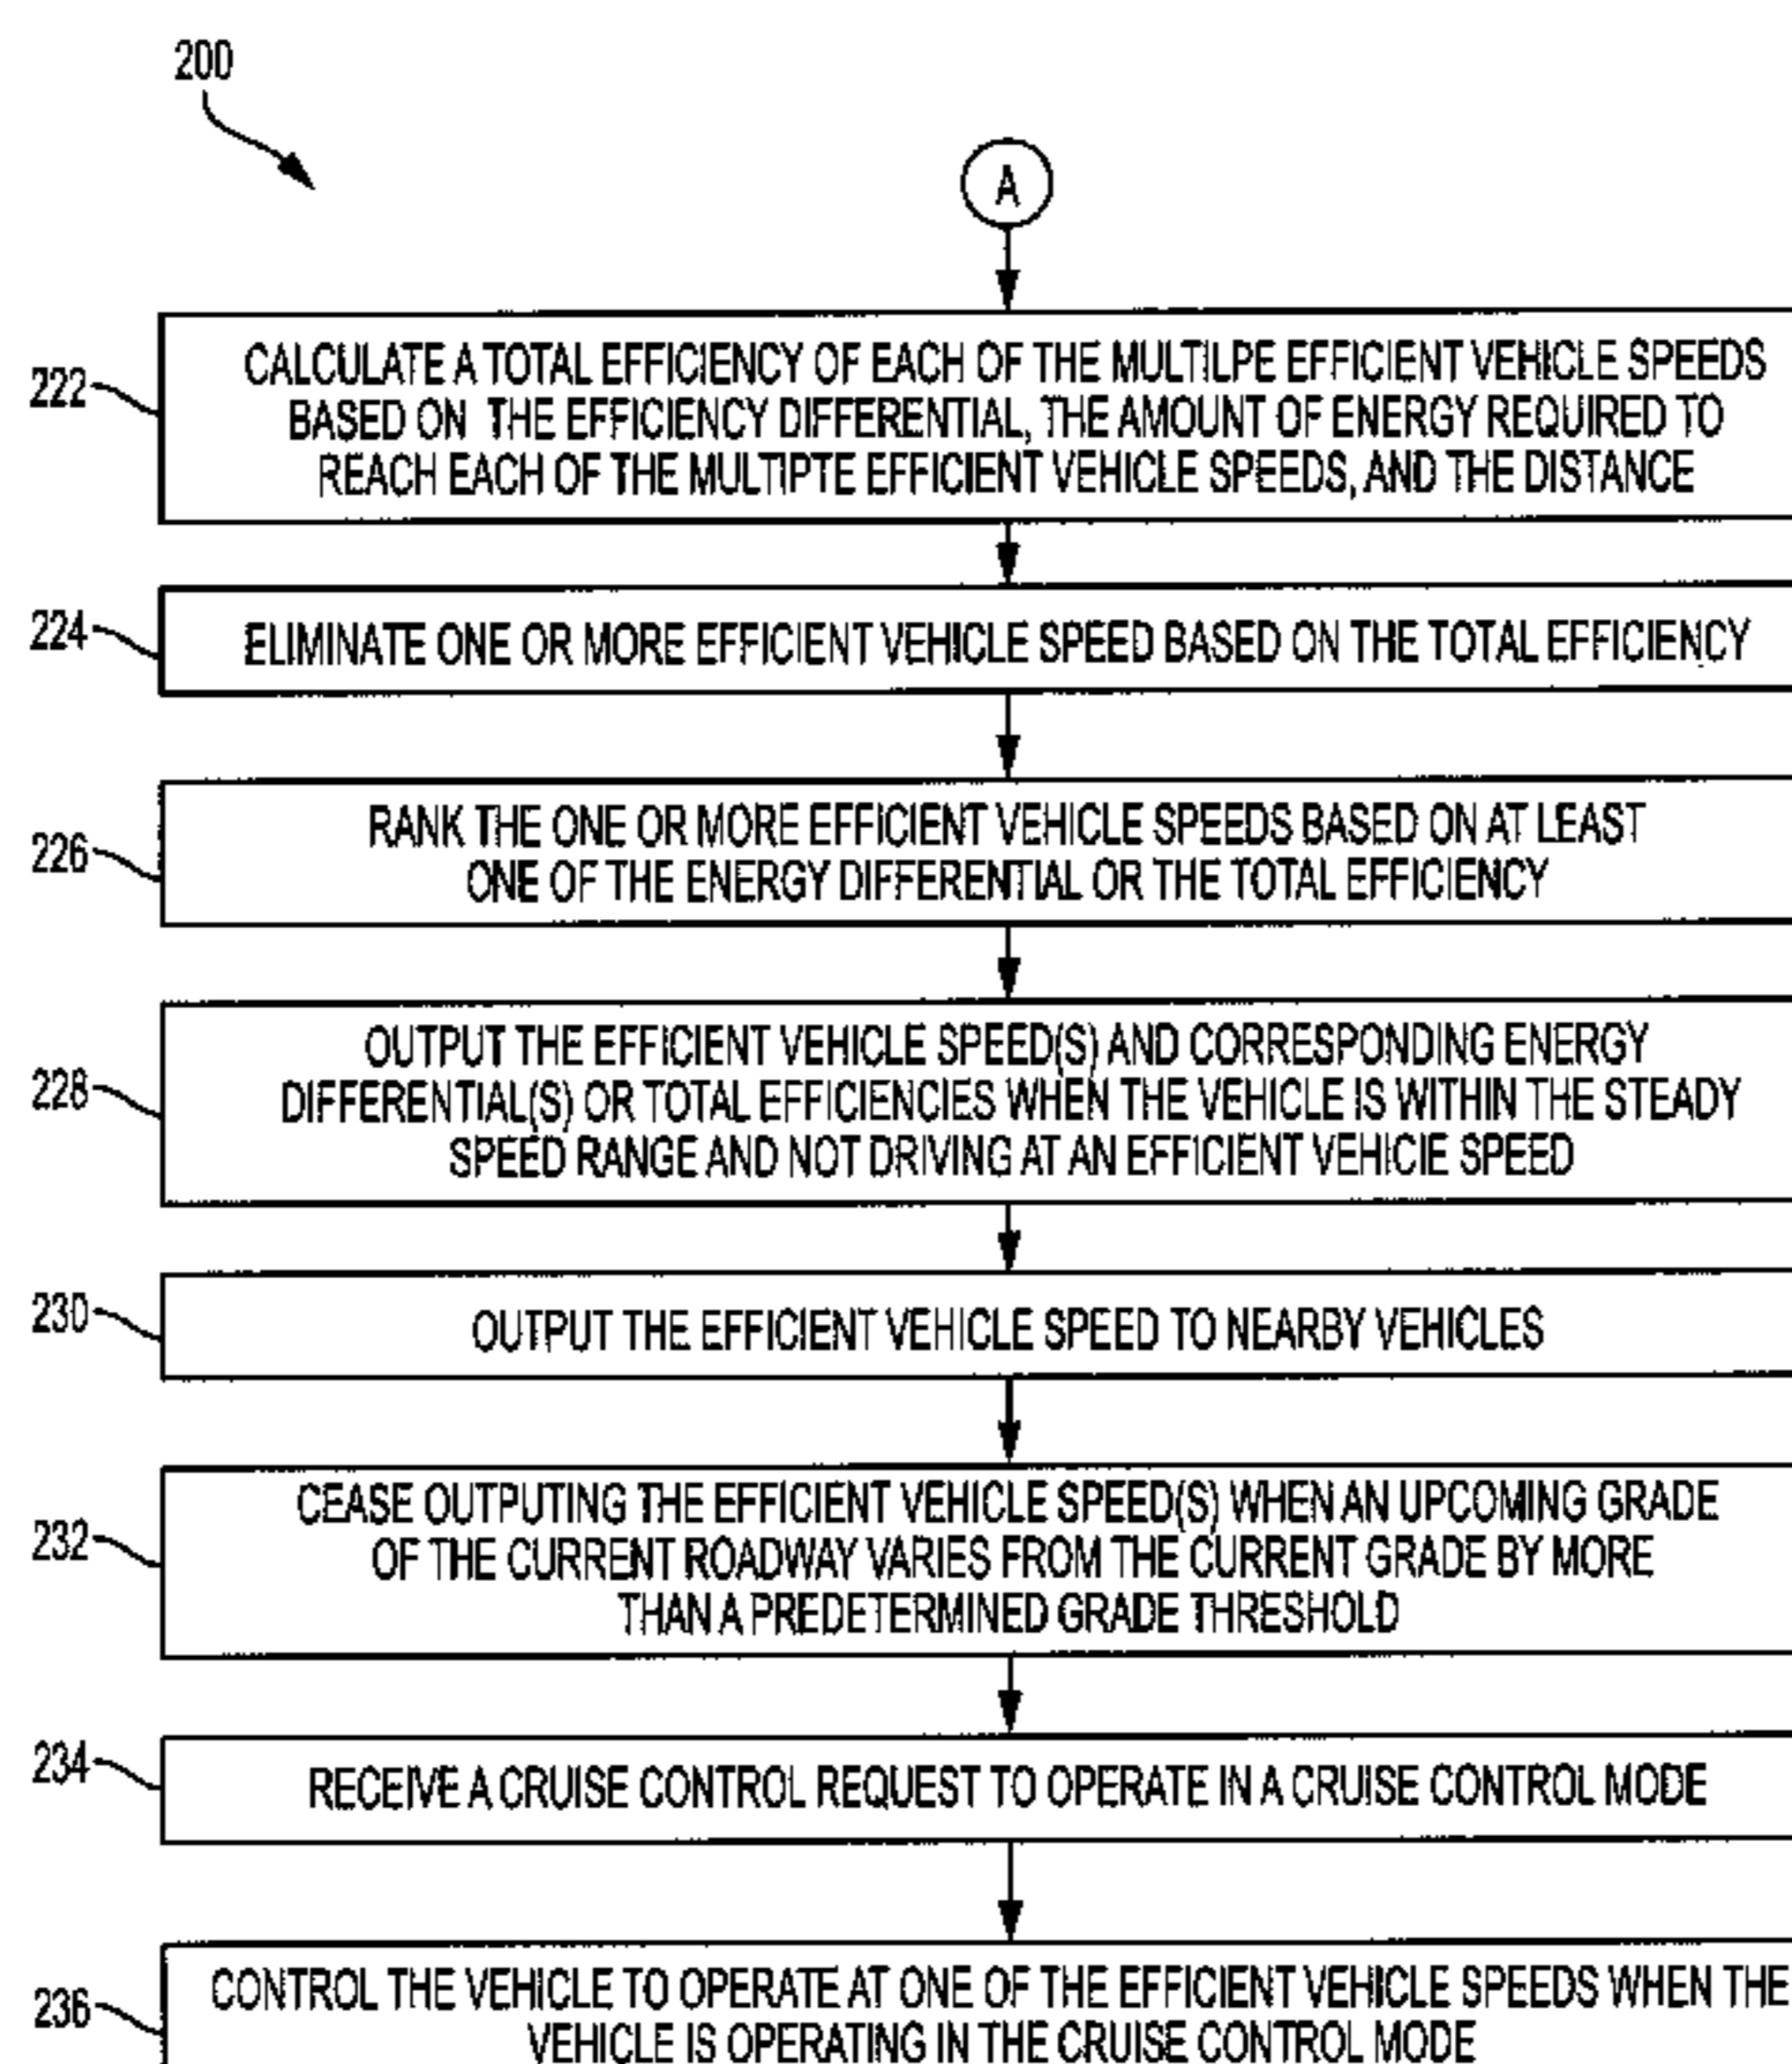 200
A
222
CALCULATE A TOTAL EFFICIENCY OF EACH OF THE MULTILPE EFFICIENT VEHICLE SPEEDS
BASED ON THE EFFICIENCY DIFFERENTIAL, THE AMOUNT OF ENERGY REQUIRED TO
REACH EACH OF THE MULTIPTE EFFICIENT VEHICLE SPEEDS, AND THE DISTANCE
224
ELIMINATE ONE OR MORE EFFICIENT VEHICLE SPEED BASED ON THE TOTAL EFFICIENCY
226
RANK THE ONE OR MORE EFFICIENT VEHICLE SPEEDS BASED ON AT LEAST
ONE OF THE ENERGY DIFFERENTIAL OR THE TOTAL EFFICIENCY
228
OUTPUT THE EFFICIENT VEHICLE SPEED(S) AND CORRESPONDING ENERGY
DIFFERENTIAL(S) OR TOTAL EFFICIENCIES WHEN THE VEHICLE IS WITHIN THE STEADY
SPEED RANGE AND NOT DRIVING AT AN EFFICIENT VEHICIE SPEED
230
OUTPUT THE EFFICIENT VEHICLE SPEED TO NEARBY VEHICLES
232
CEASE OUTPUTING THE EFFICIENT VEHICLE SPEED(S) WHEN AN UPCOMING GRADE
OF THE CURRENT ROADWAY VARIES FROM THE CURRENT GRADE BY MORE
THAN A PREDETERMINED GRADE THRESHOLD
234
RECEIVE A CRUISE CONTROL REQUEST TO OPERATE IN A CRUISE CONTROL MODE
236
CONTROL THE VEHICLE TO OPERATE AT ONE OF THE EFFICIENT VEHICLE SPEEDS WHEN THE
VEHICLE IS OPERATING IN THE CRUISE CONTROL MODE